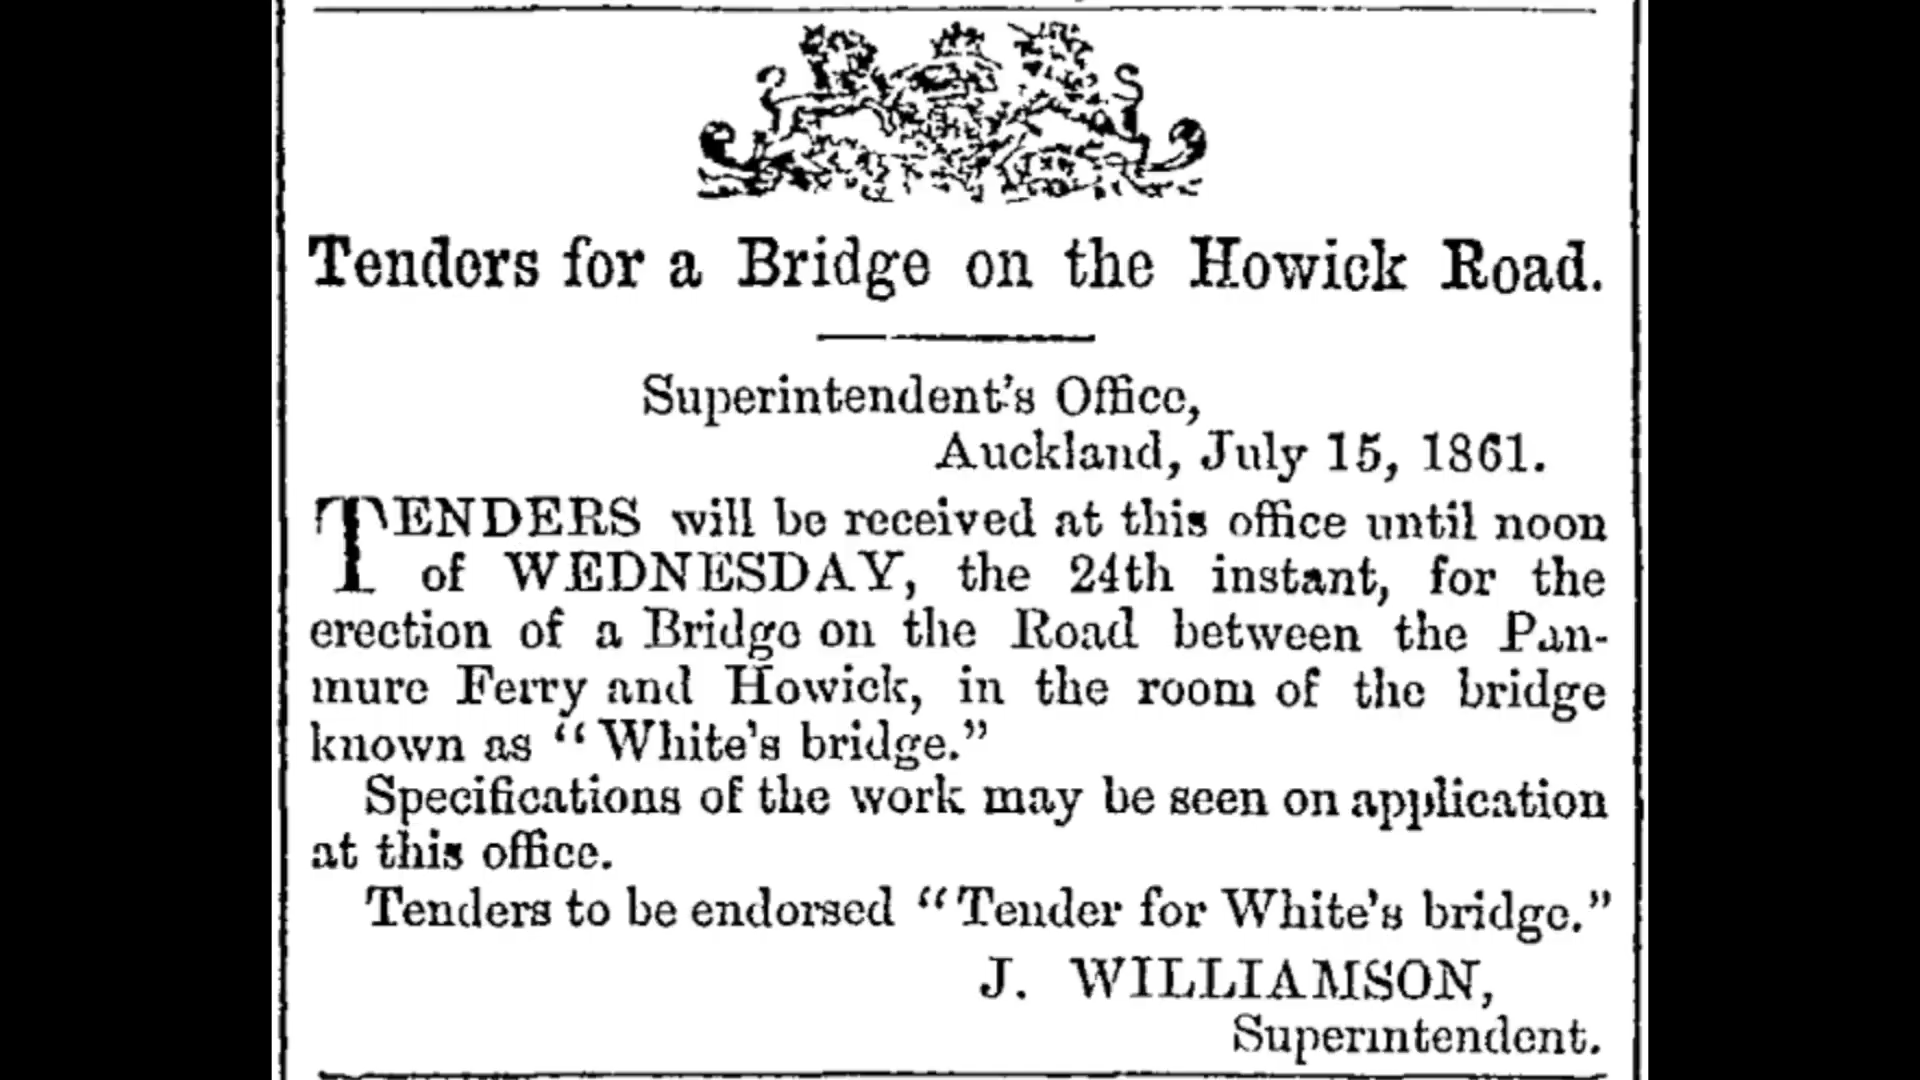 Tenders for a Bridge on the Howick Road.
Superintendent's Office,
Auckland, July 15, 1861.
TENDERS will be received at this office until noon
of WEDNESDAY, the 24th instant, for the
erection of a Bridge on the Road between the Pan-
mure Ferry and Howick, in the room of the bridge
known as "White's bridge."
Specifications of the work may be seen on application
at this office.
Tenders to be endorsed "Tender for White's bridge."
J. WILLIAMSON,
Superintendent.